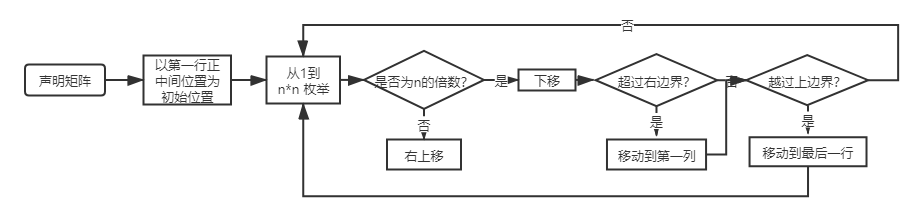 否
声明矩阵
以第一行正
中间位置为
初始位置
从1到
n*n 枚举
是否为n的倍数?
是
下移
超过右边界?
否
越过上边界?
否
右上移
是
移动到第一列
是
移动到最后一行